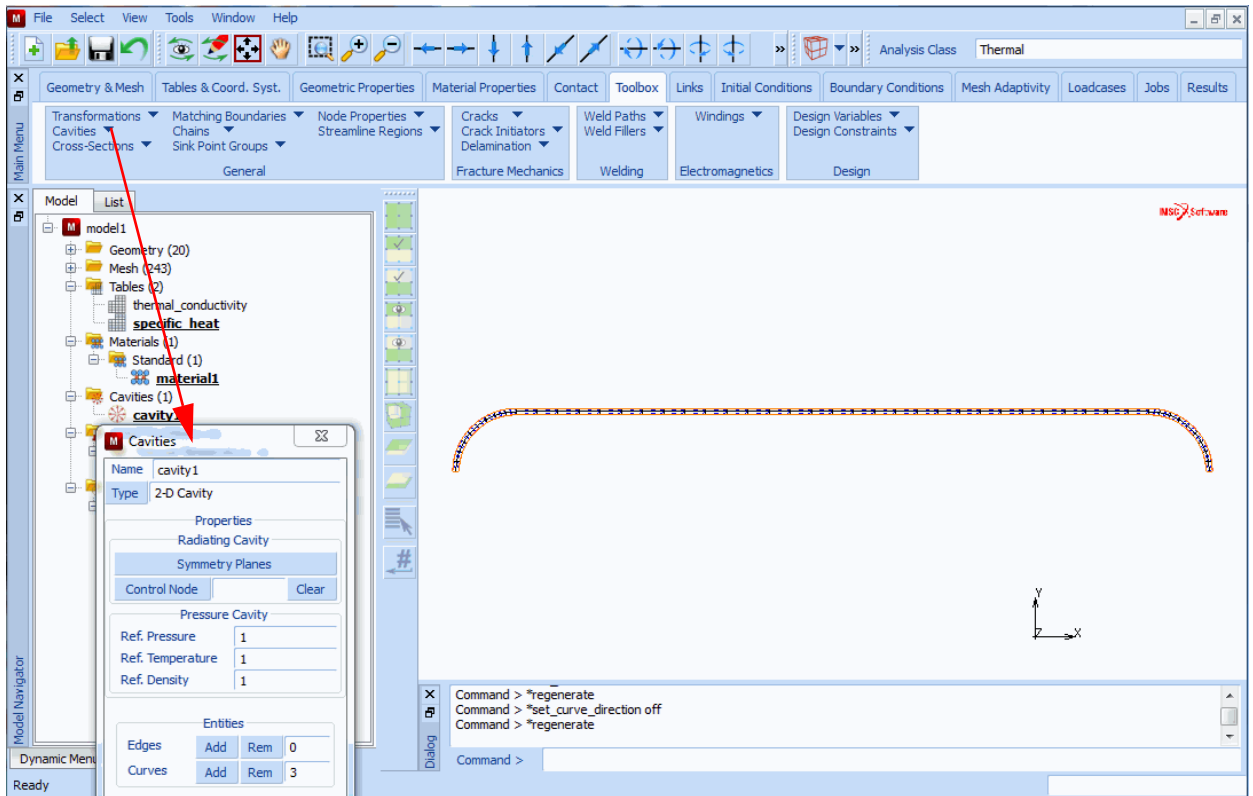 M File Select View Tools Window Help
» » Analysis Class Thermal
Geometry & Mesh Tables & Coord. Syst. Geometric Properties Material Properties Contact Toolbox Links Initial Conditions Boundary Conditions Mesh Adaptivity Loadcases Jobs Results
Main Menu
Transformations Matching Boundaries Node Properties Cracks Weld Paths Windings Design Variables
Cavities Chains Streamline Regions Crack Initiators Weld Fillers Design Constraints
Cross-Sections Sink Point Groups Delamination
General Fracture Mechanics Welding Electromagnetics Design
Model List
MSC Software
M model1
Geometry (20)
Mesh (243)
Tables (2)
thermal_conductivity
specific_heat
Materials (1)
Standard (1)
material1
Cavities (1)
cavity1
M Cavities
Name cavity1
Type 2-D Cavity
Properties
Radiating Cavity
Symmetry Planes
Control Node Clear
Pressure Cavity
Ref. Pressure 1
Ref. Temperature 1
Ref. Density 1
Entities
Edges Add Rem 0
Curves Add Rem 3
Model Navigator
Dynamic Menu
Ready
#
Y
Z X
Command > *regenerate
Command > *set_curve_direction off
Command > *regenerate
Dialog
Command >